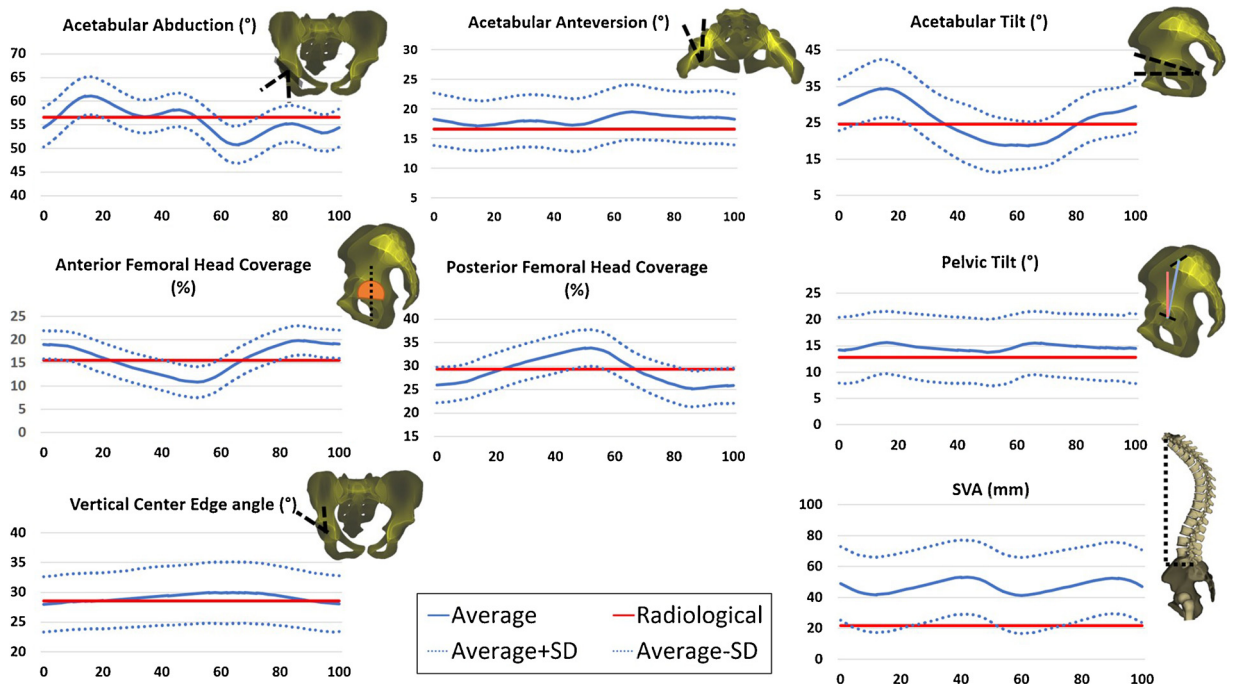 Acetabular Abduction (°)
70
65
60
55
50
45
40
0 20 40 60 80 100
Acetabular Anteversion (°)
30
25
20
15
10
5
0 20 40 60 80 100
Acetabular Tilt (°)
45
35
25
15
5
0 20 40 60 80 100
Anterior Femoral Head Coverage
(%)
25
20
15
10
5
0
0 20 40 60 80 100
Posterior Femoral Head Coverage
(%)
40
35
30
25
20
15
0 20 40 60 80 100
Pelvic Tilt (°)
25
20
15
10
5
0
0 20 40 60 80 100
Vertical Center Edge angle (°)
40
35
30
25
20
0 20 40 60 80 100
Average
Radiological
Average+SD
Average-SD
SVA (mm)
100
80
60
40
20
0
0 20 40 60 80 100